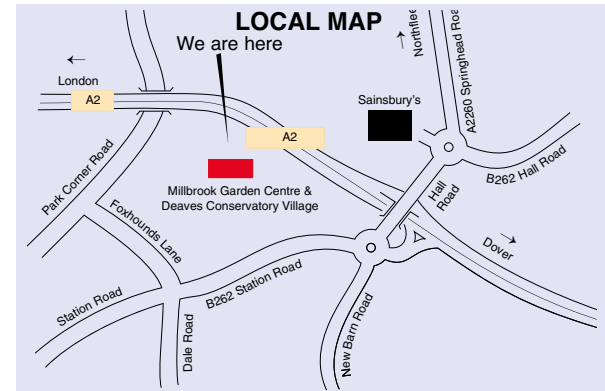 LOCAL MAP
We are here
Northflee
London
A2
Sainsbury's
A2260 Springhead Roa
A2
Park Corner Road
Millbrook Garden Centre &
Deaves Conservatory Village
B262 Hall Road
Hall
Road
Foxhounds Lane
Dover
B262 Station Road
Station Road
Dale Road
New Barn Road